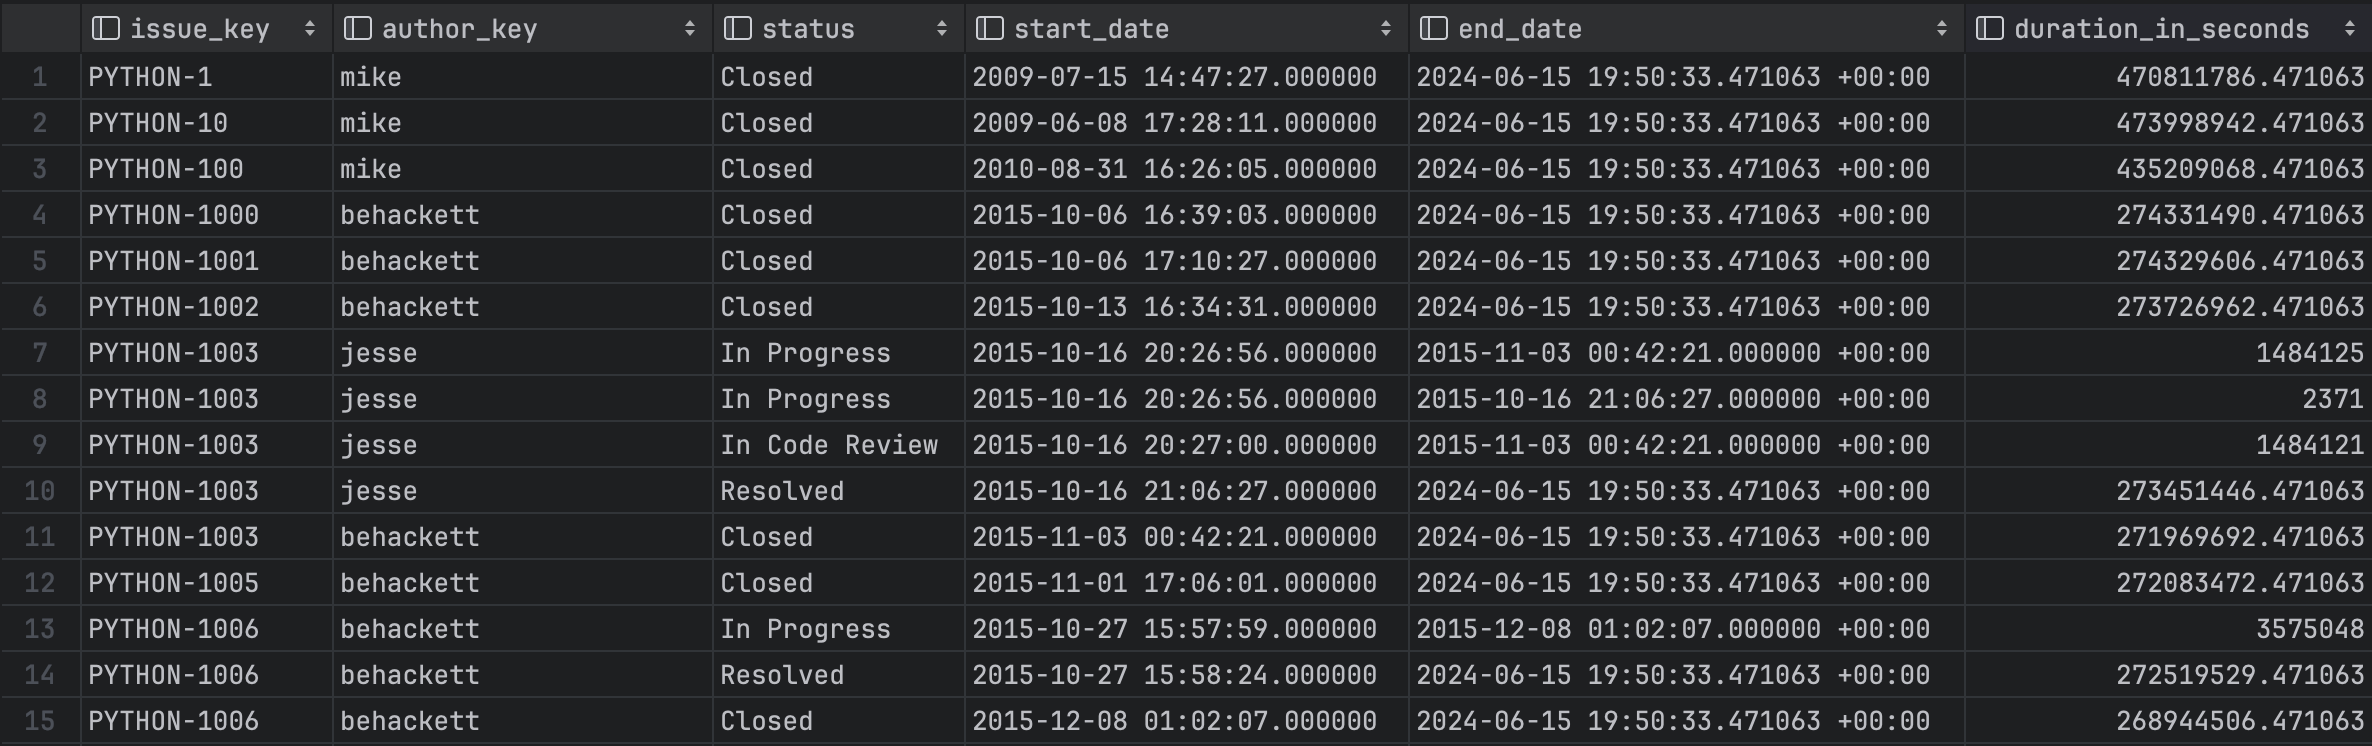 issue_key author_key status start_date end_date duration_in_seconds
1 PYTHON-1 mike Closed 2009-07-15 14:47:27.000000 2024-06-15 19:50:33.471063 +00:00 470811786.471063
2 PYTHON-10 mike Closed 2009-06-08 17:28:11.000000 2024-06-15 19:50:33.471063 +00:00 473998942.471063
3 PYTHON-100 mike Closed 2010-08-31 16:26:05.000000 2024-06-15 19:50:33.471063 +00:00 435209068.471063
4 PYTHON-1000 behackett Closed 2015-10-06 16:39:03.000000 2024-06-15 19:50:33.471063 +00:00 274331490.471063
5 PYTHON-1001 behackett Closed 2015-10-06 17:10:27.000000 2024-06-15 19:50:33.471063 +00:00 274329606.471063
6 PYTHON-1002 behackett Closed 2015-10-13 16:34:31.000000 2024-06-15 19:50:33.471063 +00:00 273726962.471063
7 PYTHON-1003 jesse In Progress 2015-10-16 20:26:56.000000 2015-11-03 00:42:21.000000 +00:00 1484125
8 PYTHON-1003 jesse In Progress 2015-10-16 20:26:56.000000 2015-10-16 21:06:27.000000 +00:00 2371
9 PYTHON-1003 jesse In Code Review 2015-10-16 20:27:00.000000 2015-11-03 00:42:21.000000 +00:00 1484121
10 PYTHON-1003 jesse Resolved 2015-10-16 21:06:27.000000 2024-06-15 19:50:33.471063 +00:00 273451446.471063
11 PYTHON-1003 behackett Closed 2015-11-03 00:42:21.000000 2024-06-15 19:50:33.471063 +00:00 271969692.471063
12 PYTHON-1005 behackett Closed 2015-11-01 17:06:01.000000 2024-06-15 19:50:33.471063 +00:00 272083472.471063
13 PYTHON-1006 behackett In Progress 2015-10-27 15:57:59.000000 2015-12-08 01:02:07.000000 +00:00 3575048
14 PYTHON-1006 behackett Resolved 2015-10-27 15:58:24.000000 2024-06-15 19:50:33.471063 +00:00 272519529.471063
15 PYTHON-1006 behackett Closed 2015-12-08 01:02:07.000000 2024-06-15 19:50:33.471063 +00:00 268944506.471063